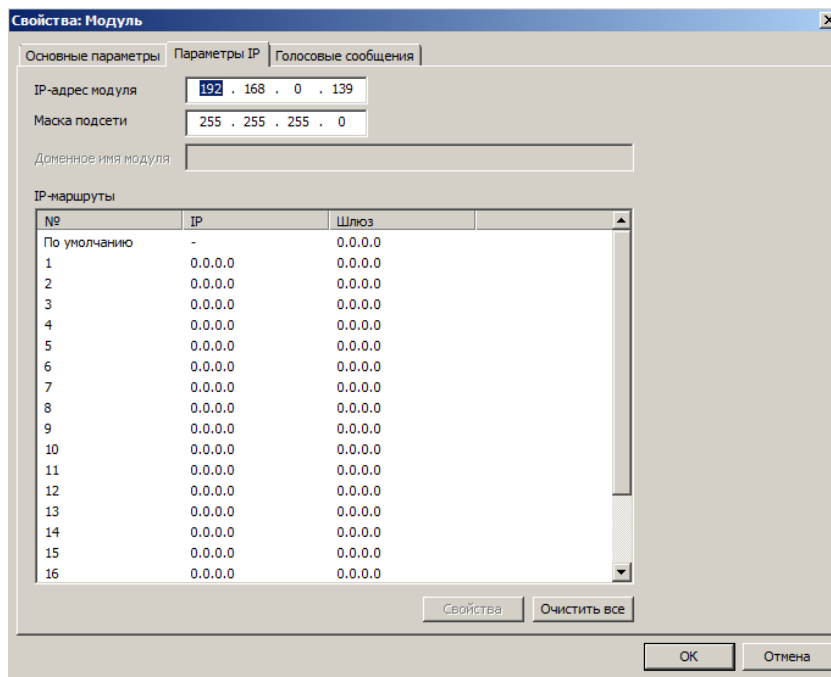 Свойства: Модуль
Основные параметры Параметры IP Голосовые сообщения
IP-адрес модуля 192 . 168 . 0 . 139
Маска подсети 255 . 255 . 255 . 0
Доменное имя модуля
IP-маршруты
№ IP Шлюз
По умолчанию - 0.0.0.0
1 0.0.0.0 0.0.0.0
2 0.0.0.0 0.0.0.0
3 0.0.0.0 0.0.0.0
4 0.0.0.0 0.0.0.0
5 0.0.0.0 0.0.0.0
6 0.0.0.0 0.0.0.0
7 0.0.0.0 0.0.0.0
8 0.0.0.0 0.0.0.0
9 0.0.0.0 0.0.0.0
10 0.0.0.0 0.0.0.0
11 0.0.0.0 0.0.0.0
12 0.0.0.0 0.0.0.0
13 0.0.0.0 0.0.0.0
14 0.0.0.0 0.0.0.0
15 0.0.0.0 0.0.0.0
16 0.0.0.0 0.0.0.0
Свойства Очистить все
OK Отмена